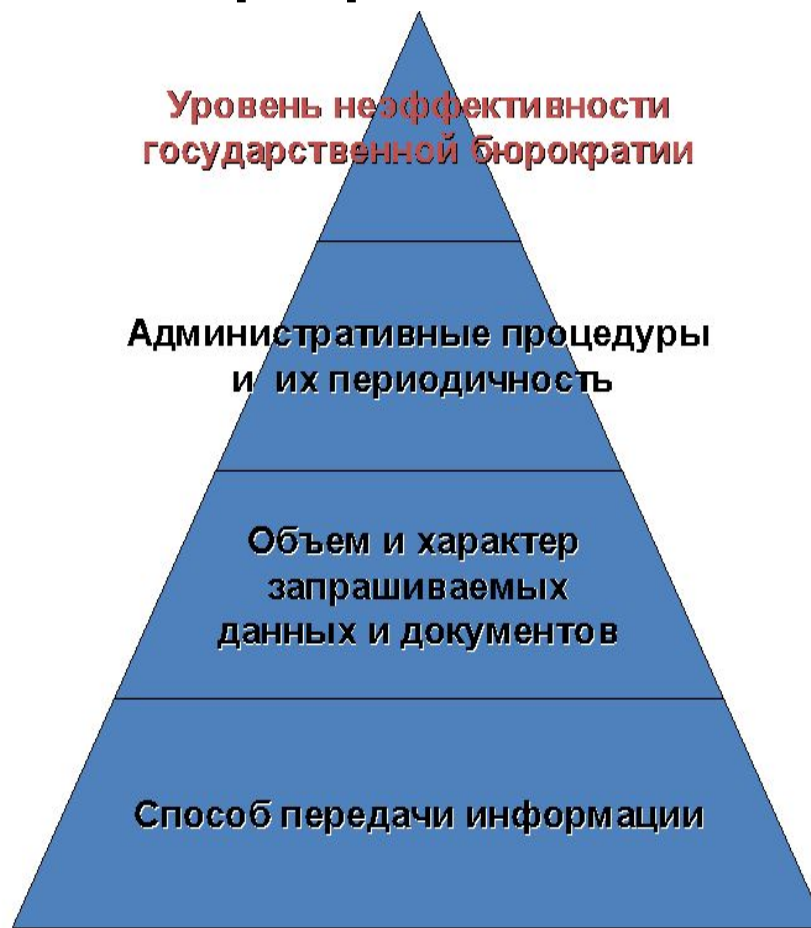 Уровень неэффективности
государственной бюрократии
Административные процедуры
и их периодичность
Объем и характер
запрашиваемых
данных и документов
Способ передачи информации